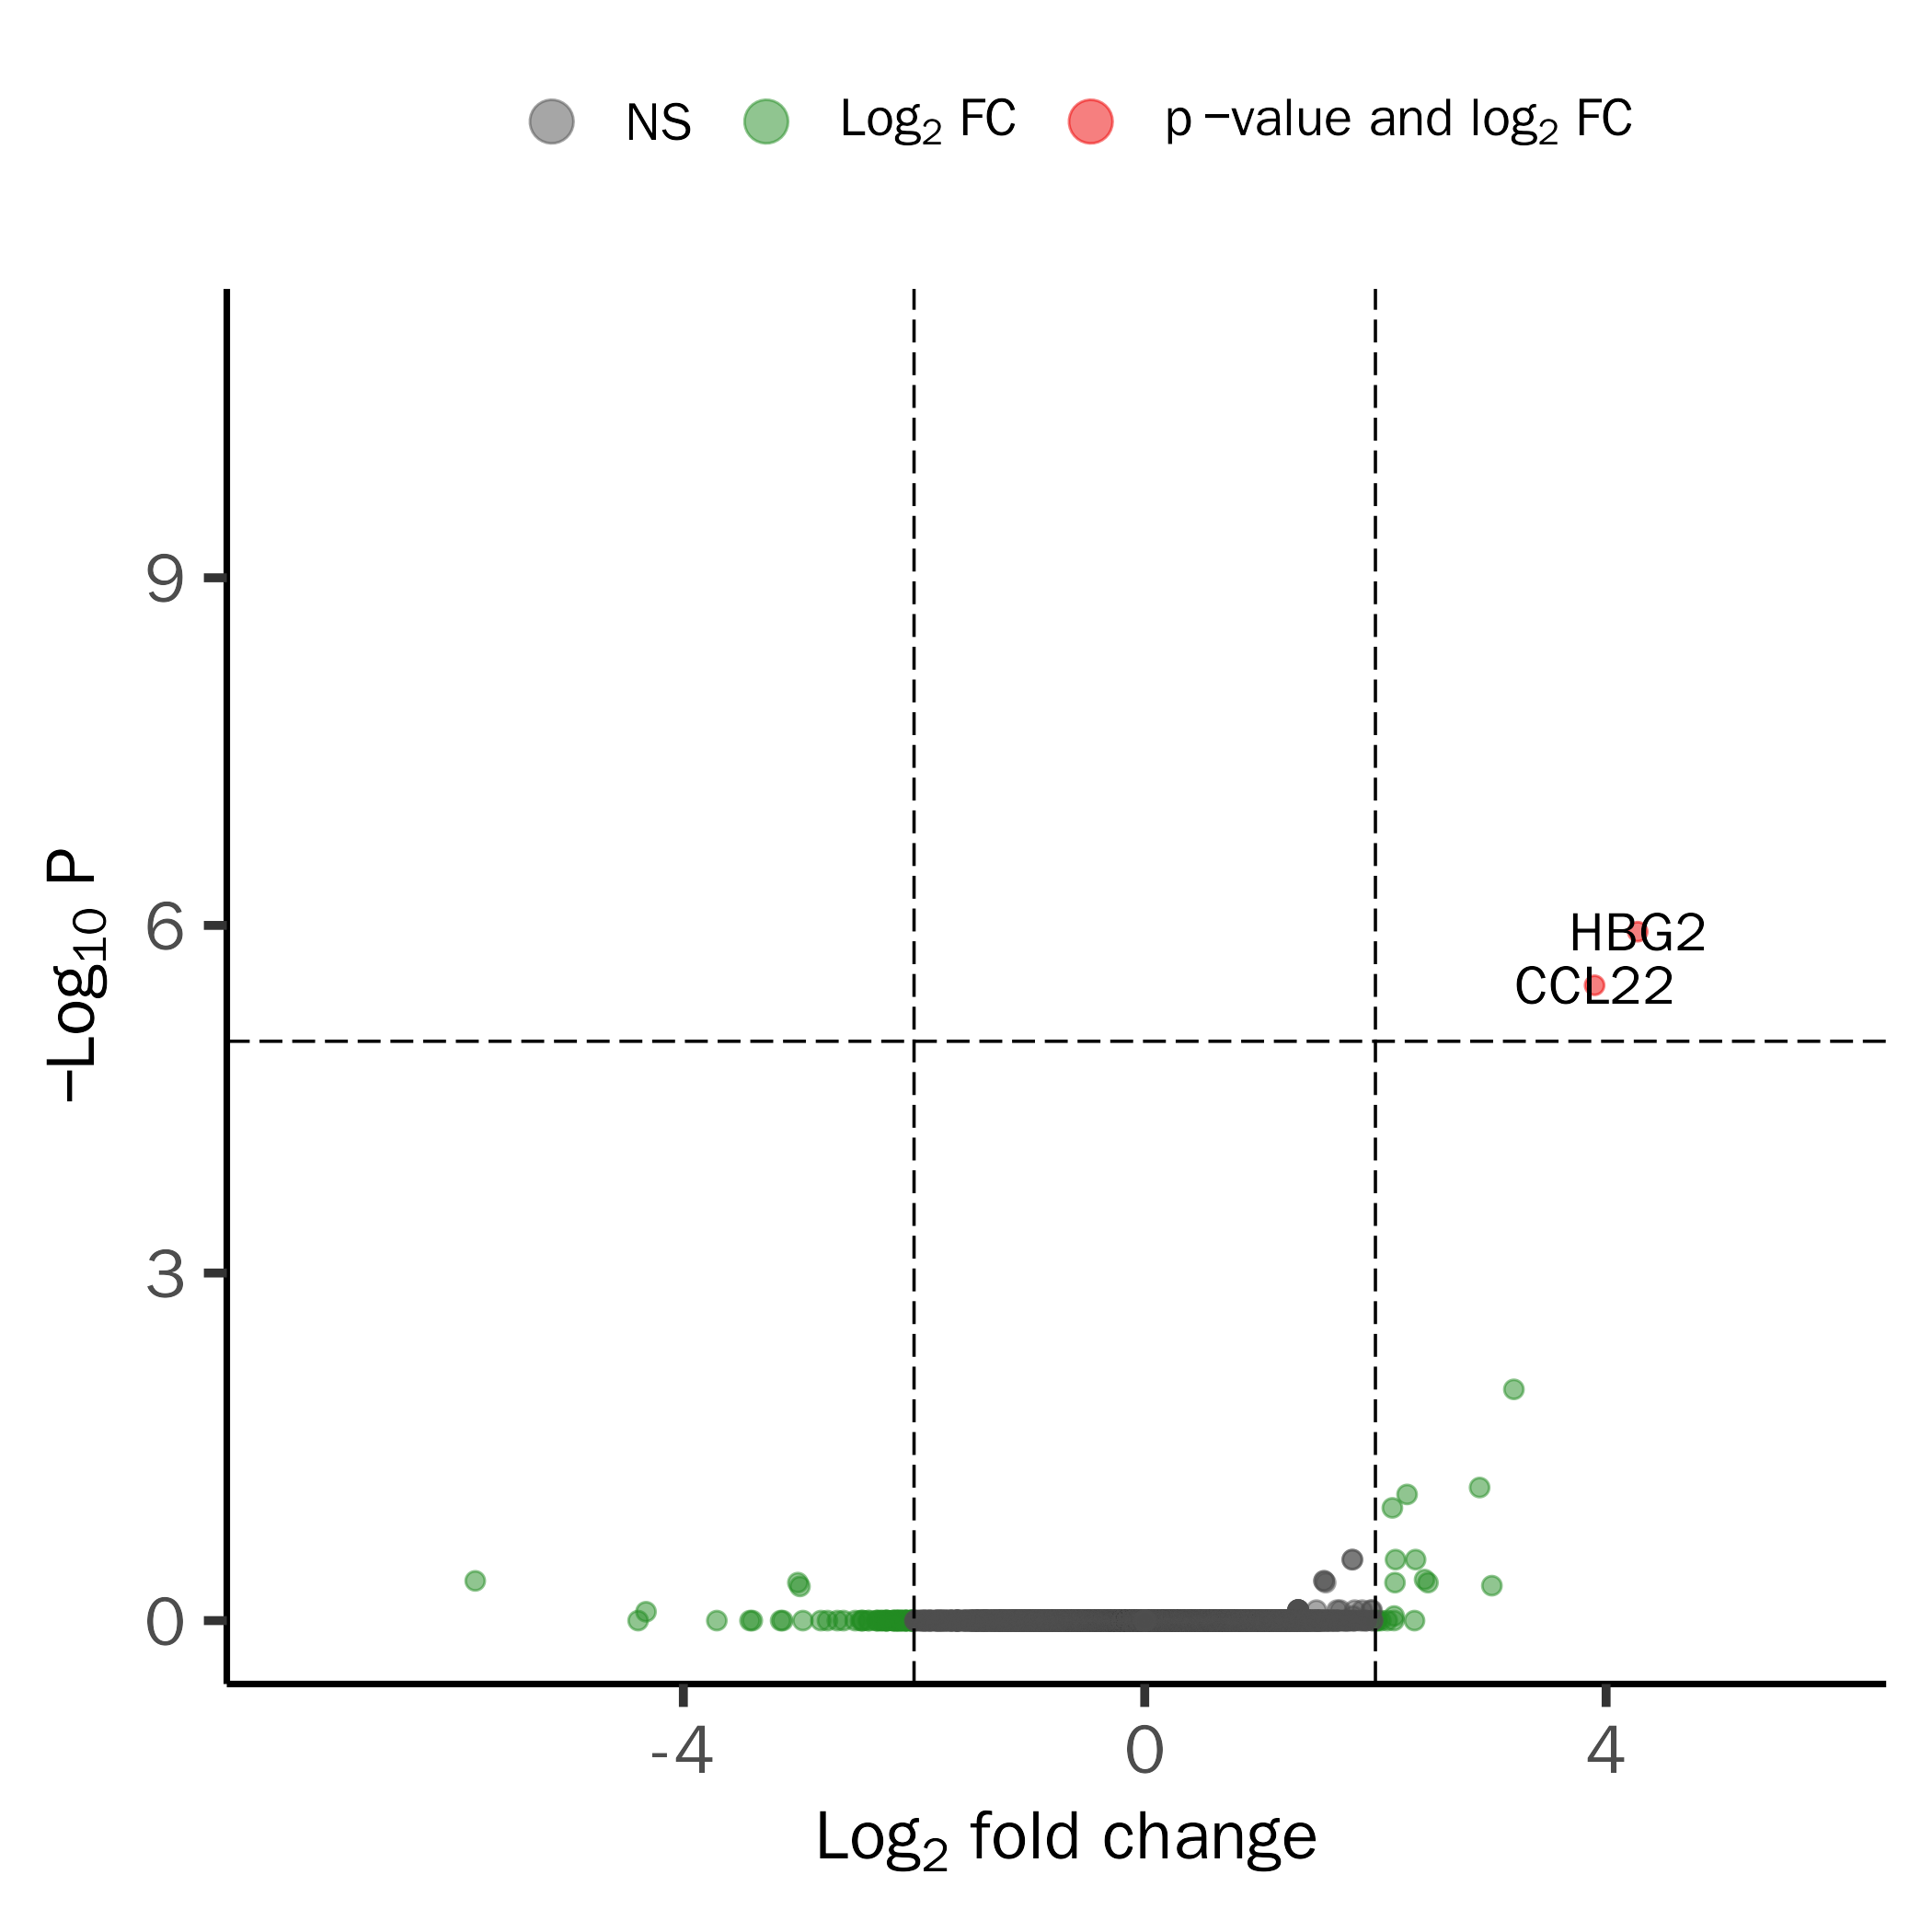 NS Log₂ FC p −value and log₂ FC
−Log₁₀ P
9
6
3
0
HBG2
CCL22
-4 0 4
Log₂ fold change